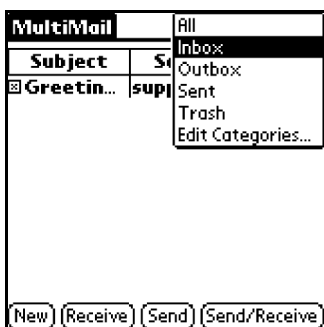 MultiMail
All
Inbox
Subject
Outbox
Greetin...
Sent
Trash
Edit Categories...
New Receive Send Send/Receive